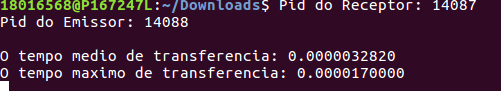 18016568@P167247L:~/Downloads$ Pid do Receptor: 14087
Pid do Emissor: 14088
O tempo medio de transferencia: 0.0000032820
O tempo maximo de transferencia: 0.0000170000